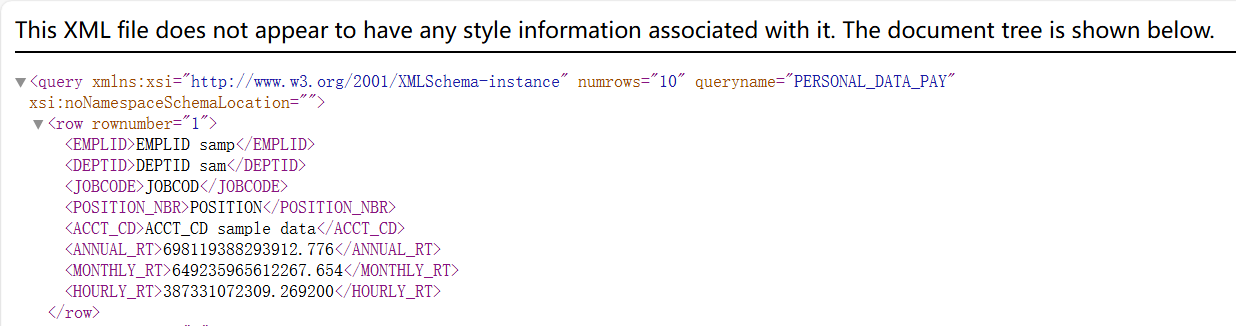 This XML file does not appear to have any style information associated with it. The document tree is shown below.
▼<query xmlns:xsi="http://www.w3.org/2001/XMLSchema-instance" numrows="10" queryname="PERSONAL_DATA_PAY"
xsi:noNamespaceSchemaLocation="">
▼<row rownumber="1">
<EMPLID>EMPLID samp</EMPLID>
<DEPTID>DEPTID sam</DEPTID>
<JOBCODE>JOBCOD</JOBCODE>
<POSITION_NBR>POSITION</POSITION_NBR>
<ACCT_CD>ACCT_CD sample data</ACCT_CD>
<ANNUAL_RT>698119388293912.776</ANNUAL_RT>
<MONTHLY_RT>649235965612267.654</MONTHLY_RT>
<HOURLY_RT>387331072309.269200</HOURLY_RT>
</row>